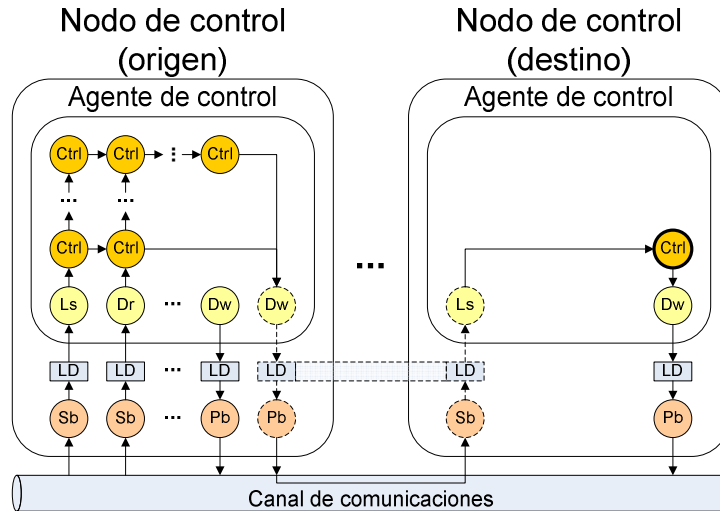 Nodo de control
(origen)
Nodo de control
(destino)
Agente de control
Agente de control
Ctrl Ctrl ... Ctrl
... ...
Ctrl Ctrl
Ctrl
...
Ls Dr ... Dw Dw
Ls Dw
LD LD ... LD LD
LD LD
Sb Sb ... Pb Pb
Sb Pb
Canal de comunicaciones